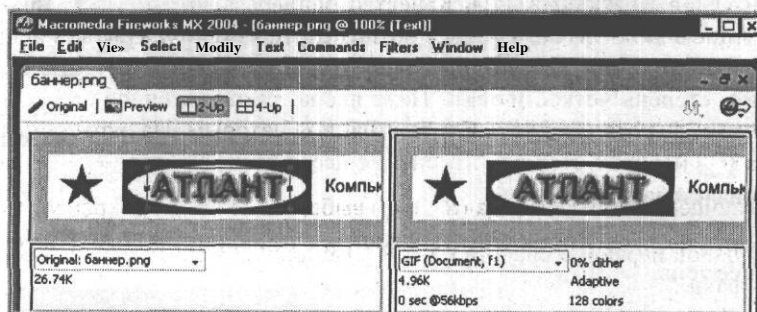 Macromedia Fireworks MX 2004 - [баннер.png @ 100% (Text)]
File Edit Vie» Select Modily Text Commands Filters Window Help
баннер.png
Original Preview 2-Up 4-Up
АТЛАНТ Компь
АТЛАНТ Компь
Original: баннер.png
26.74K
GIF (Document, f1) 0% dither
4.96K Adaptive
0 sec @56kbps 128 colors